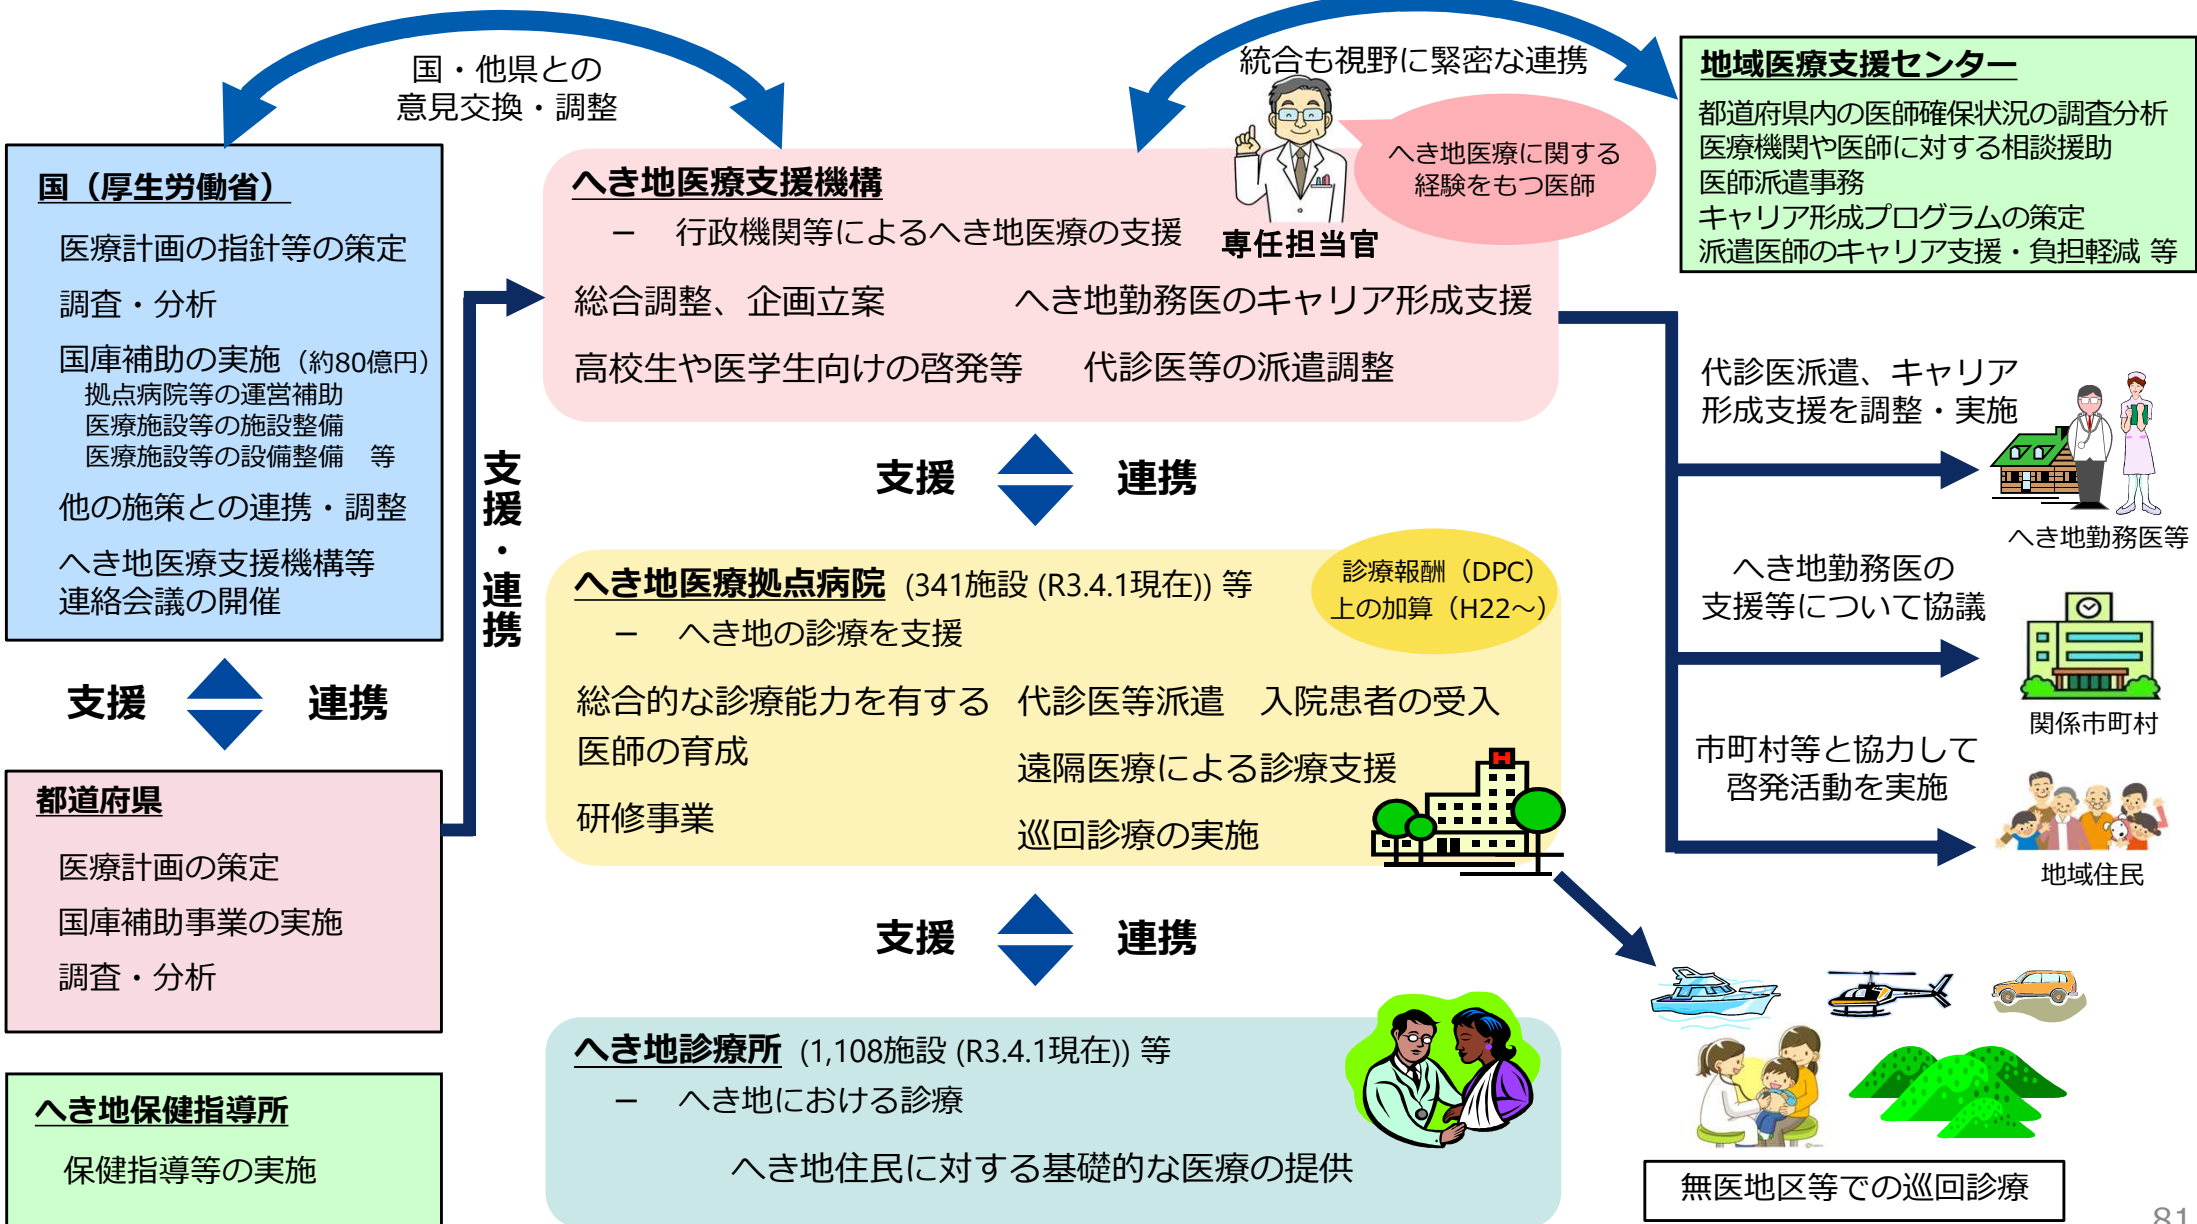 国・他県との
意見交換・調整
統合も視野に緊密な連携
国（厚生労働省）
医療計画の指針等の策定
調査・分析
国庫補助の実施（約80億円）
拠点病院等の運営補助
医療施設等の施設整備
医療施設等の設備整備　等
他の施策との連携・調整
へき地医療支援機構等
連絡会議の開催
支援
連携
都道府県
医療計画の策定
国庫補助事業の実施
調査・分析
へき地保健指導所
保健指導等の実施
支援・連携
へき地医療支援機構
－　行政機関等によるへき地医療の支援
専任担当官
へき地医療に関する
経験をもつ医師
総合調整、企画立案
へき地勤務医のキャリア形成支援
高校生や医学生向けの啓発等
代診医等の派遣調整
支援
連携
へき地医療拠点病院 (341施設 (R3.4.1現在)) 等
－　へき地の診療を支援
診療報酬（DPC）
上の加算（H22～）
総合的な診療能力を有する
医師の育成
研修事業
代診医等派遣　入院患者の受入
遠隔医療による診療支援
巡回診療の実施
H
支援
連携
へき地診療所 (1,108施設 (R3.4.1現在)) 等
－　へき地における診療
へき地住民に対する基礎的な医療の提供
地域医療支援センター
都道府県内の医師確保状況の調査分析
医療機関や医師に対する相談援助
医師派遣事務
キャリア形成プログラムの策定
派遣医師のキャリア支援・負担軽減 等
代診医派遣、キャリア
形成支援を調整・実施
へき地勤務医等
へき地勤務医の
支援等について協議
関係市町村
市町村等と協力して
啓発活動を実施
地域住民
無医地区等での巡回診療
81